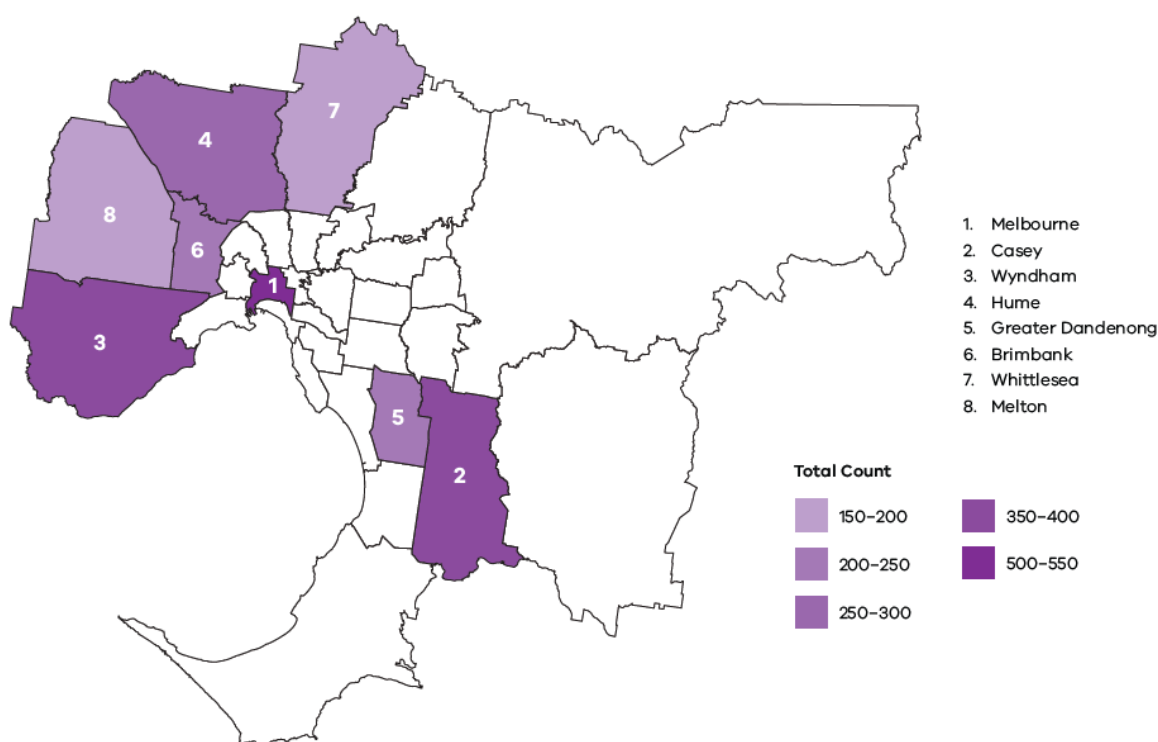 7
4
8
6
1
3
5
2
1. Melbourne
2. Casey
3. Wyndham
4. Hume
5. Greater Dandenong
6. Brimbank
7. Whittlesea
8. Melton
Total Count
150–200
350–400
200–250
500–550
250–300